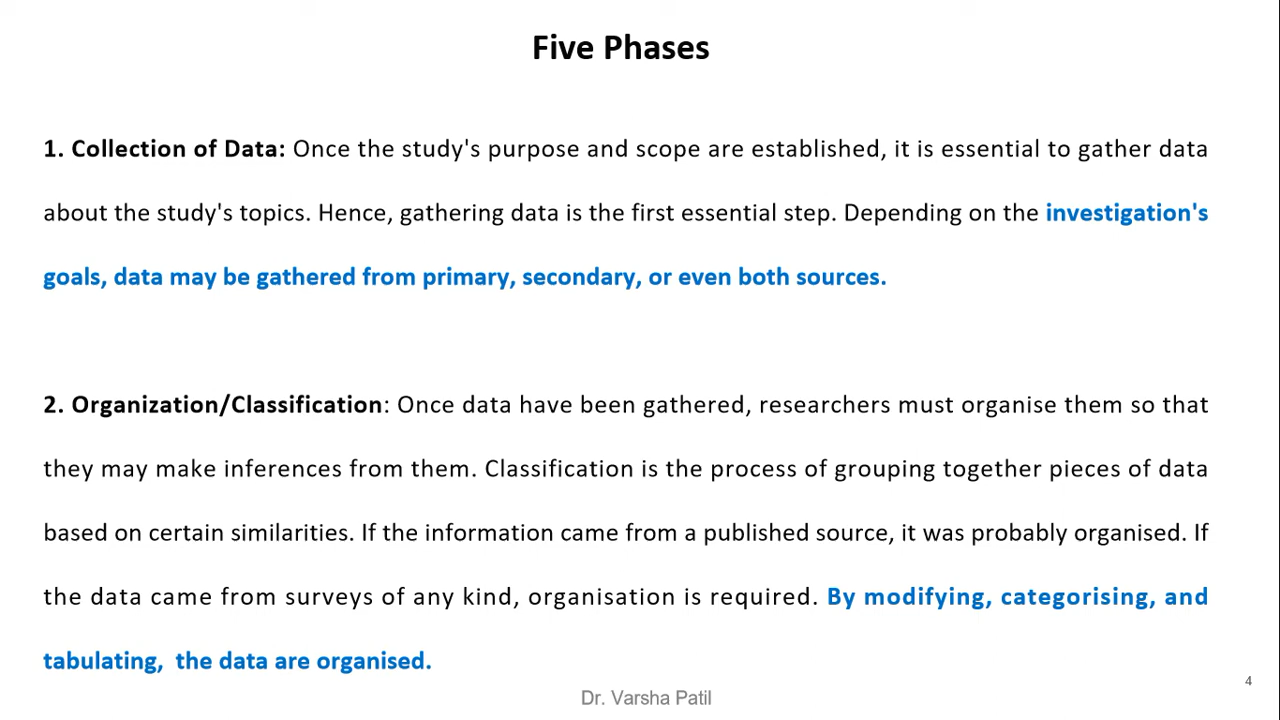 Five Phases
1. Collection of Data: Once the study's purpose and scope are established, it is essential to gather data
about the study's topics. Hence, gathering data is the first essential step. Depending on the investigation's
goals, data may be gathered from primary, secondary, or even both sources.
2. Organization/Classification: Once data have been gathered, researchers must organise them so that
they may make inferences from them. Classification is the process of grouping together pieces of data
based on certain similarities. If the information came from a published source, it was probably organised. If
the data came from surveys of any kind, organisation is required. By modifying, categorising, and
tabulating,  the data are organised.
4
Dr. Varsha Patil